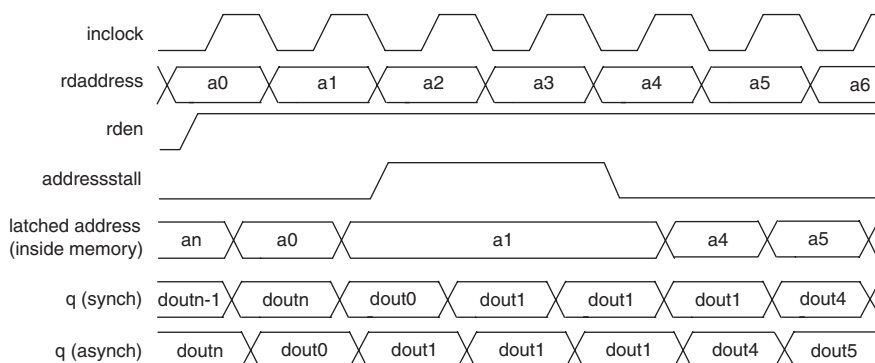 inclock
rdaddress a0 a1 a2 a3 a4 a5 a6
rden
addressstall
latched address
(inside memory) an a0 a1 a4 a5
q (synch) doutn-1 doutn dout0 dout1 dout1 dout1 dout4
q (asynch) doutn dout0 dout1 dout1 dout1 dout4 dout5